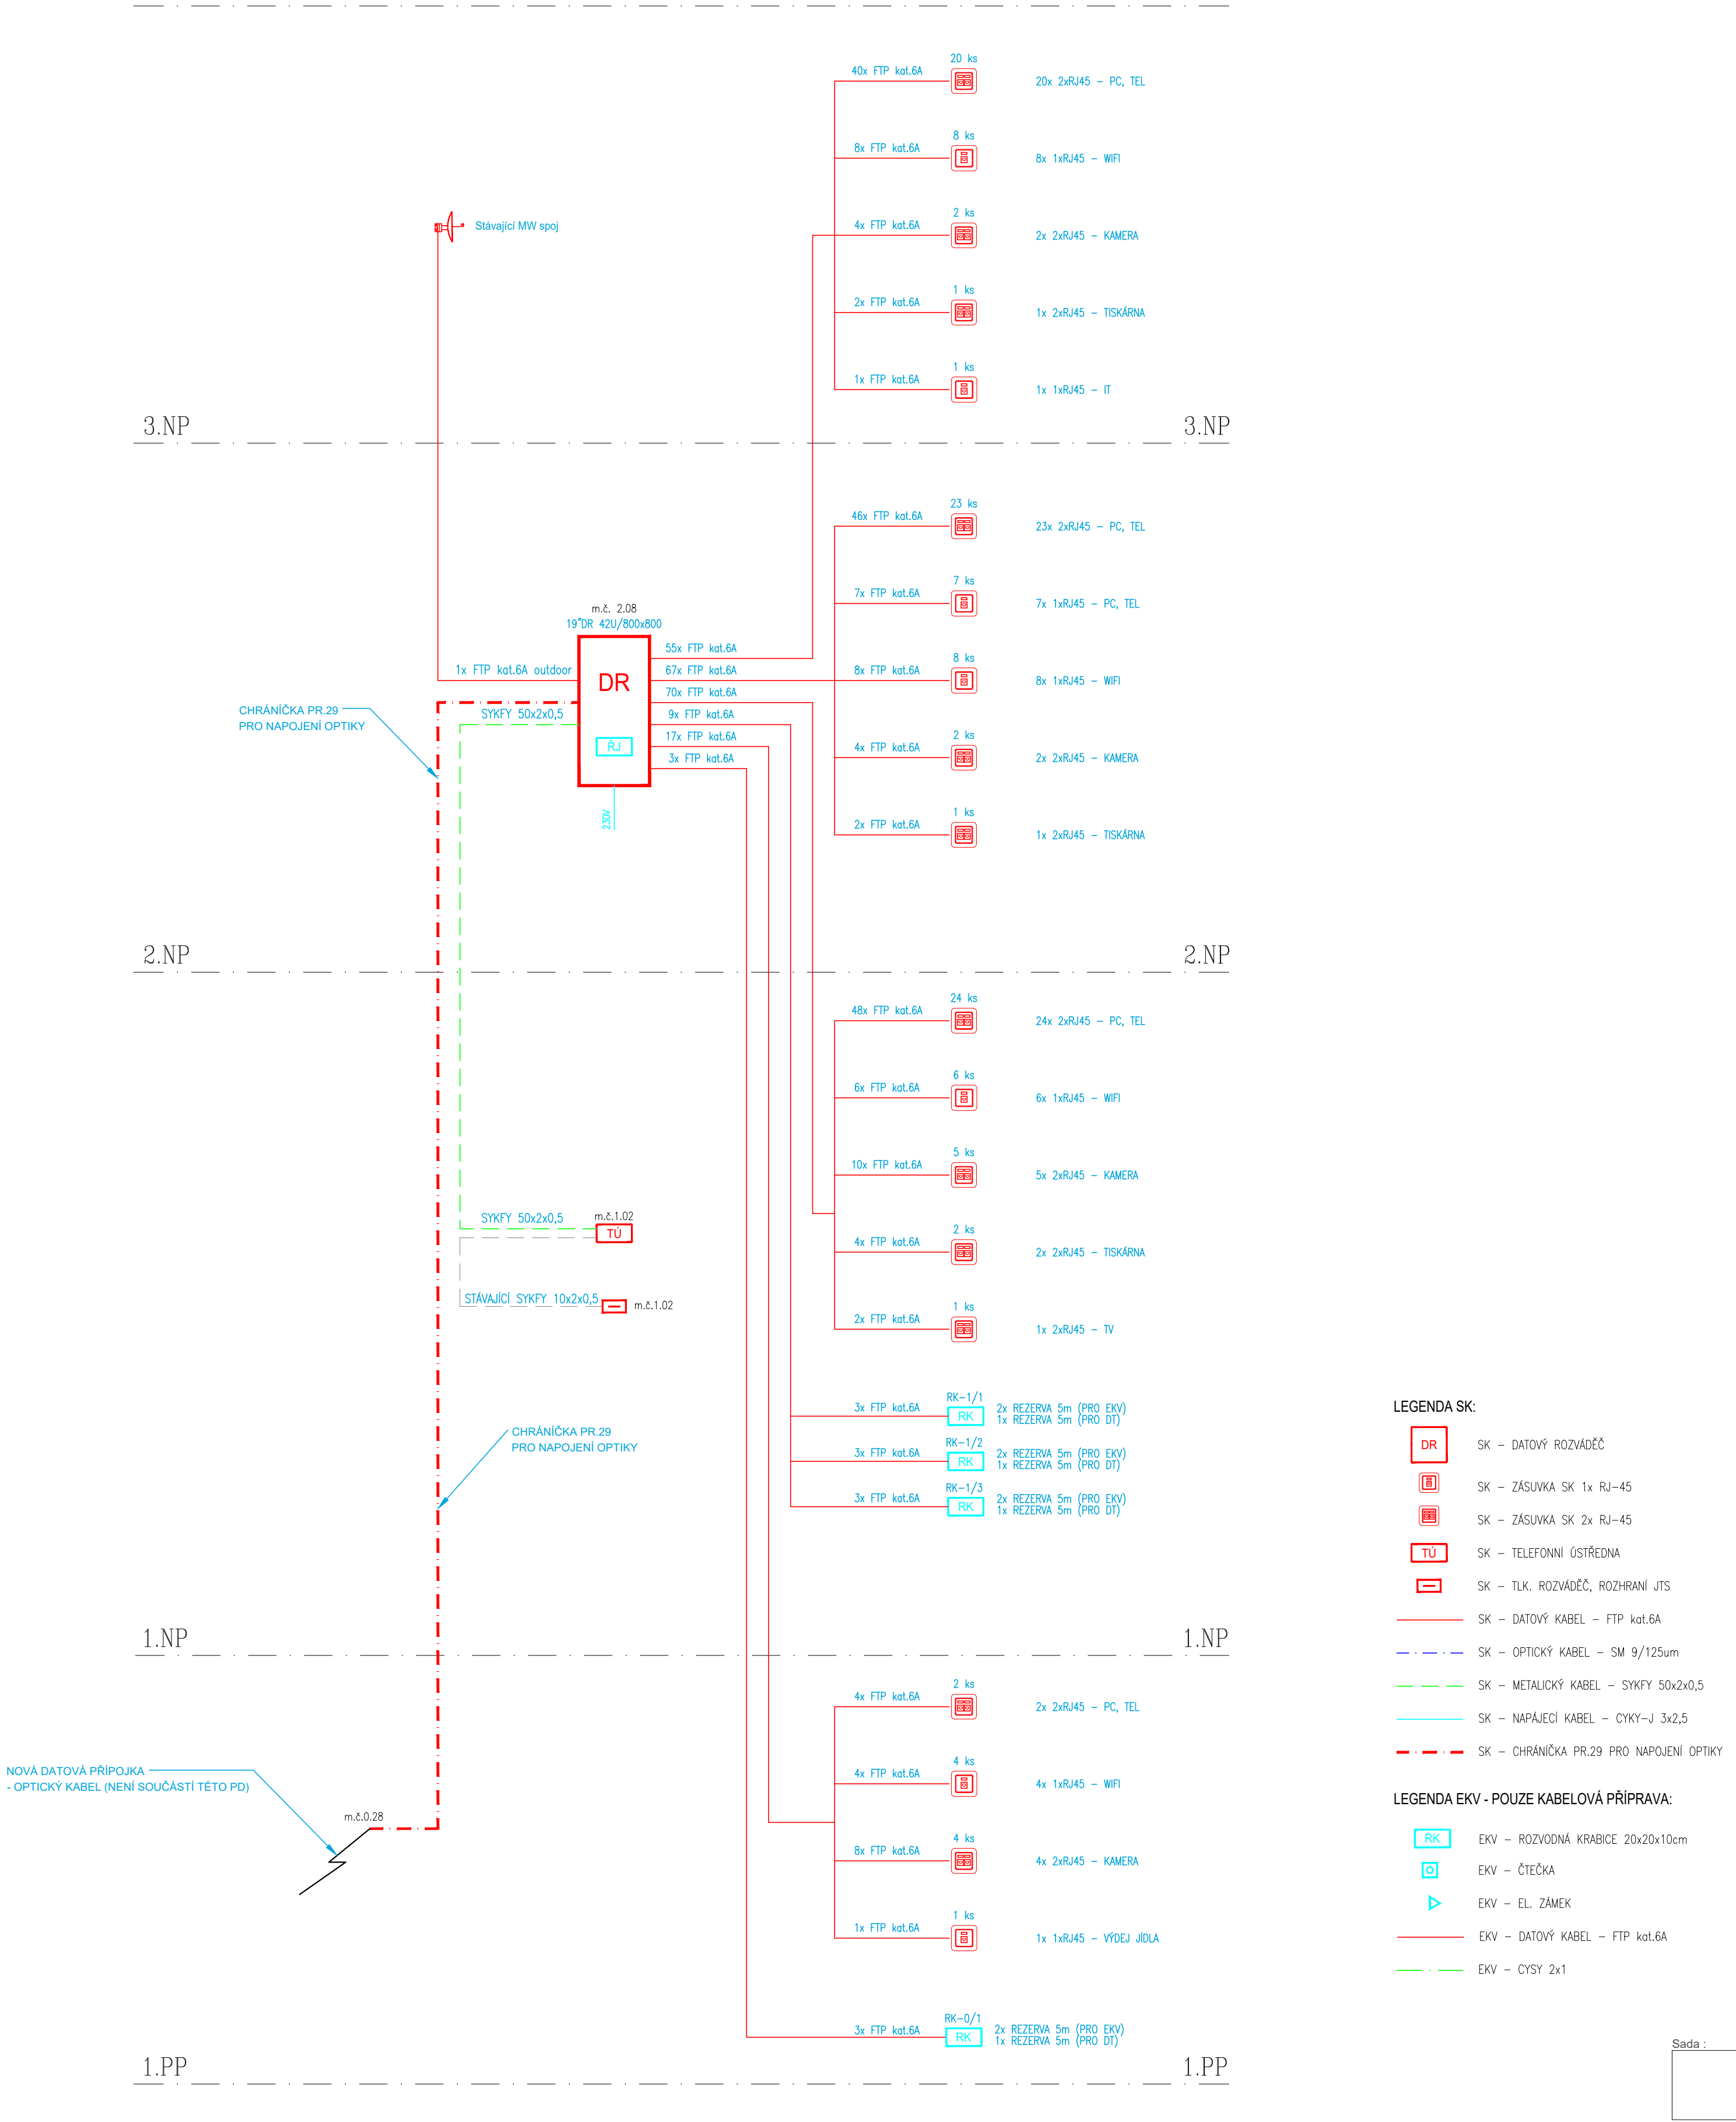 20 ks
40x FTP kat.6A
20x 2xRJ45 – PC, TEL
8 ks
8x FTP kat.6A
8x 1xRJ45 – WIFI
Stávající MW spoj
2 ks
4x FTP kat.6A
2x 2xRJ45 – KAMERA
1 ks
2x FTP kat.6A
1x 2xRJ45 – TISKÁRNA
1 ks
1x FTP kat.6A
1x 1xRJ45 – IT
3.NP
3.NP
23 ks
46x FTP kat.6A
23x 2xRJ45 – PC, TEL
7 ks
7x FTP kat.6A
7x 1xRJ45 – PC, TEL
m.č. 2.08
19"DR 42U/800x800
DR
ŘJ
230V
1x FTP kat.6A outdoor
55x FTP kat.6A
67x FTP kat.6A
70x FTP kat.6A
9x FTP kat.6A
17x FTP kat.6A
3x FTP kat.6A
8 ks
8x FTP kat.6A
8x 1xRJ45 – WIFI
CHRÁNÍČKA PR.29
PRO NAPOJENÍ OPTIKY
SYKFY 50x2x0,5
2 ks
4x FTP kat.6A
2x 2xRJ45 – KAMERA
1 ks
2x FTP kat.6A
1x 2xRJ45 – TISKÁRNA
2.NP
2.NP
24 ks
48x FTP kat.6A
24x 2xRJ45 – PC, TEL
6 ks
6x FTP kat.6A
6x 1xRJ45 – WIFI
5 ks
10x FTP kat.6A
5x 2xRJ45 – KAMERA
SYKFY 50x2x0,5
m.č.1.02
TÚ
2 ks
4x FTP kat.6A
2x 2xRJ45 – TISKÁRNA
STÁVAJÍCÍ SYKFY 10x2x0,5
m.č.1.02
1 ks
2x FTP kat.6A
1x 2xRJ45 – TV
RK–1/1
3x FTP kat.6A
RK
2x REZERVA 5m (PRO EKV)
1x REZERVA 5m (PRO DT)
RK–1/2
3x FTP kat.6A
RK
2x REZERVA 5m (PRO EKV)
1x REZERVA 5m (PRO DT)
RK–1/3
3x FTP kat.6A
RK
2x REZERVA 5m (PRO EKV)
1x REZERVA 5m (PRO DT)
CHRÁNÍČKA PR.29
PRO NAPOJENÍ OPTIKY
1.NP
1.NP
2 ks
4x FTP kat.6A
2x 2xRJ45 – PC, TEL
4 ks
4x FTP kat.6A
4x 1xRJ45 – WIFI
NOVÁ DATOVÁ PŘÍPOJKA
- OPTICKÝ KABEL (NENÍ SOUČÁSTÍ TÉTO PD)
m.č.0.28
4 ks
8x FTP kat.6A
4x 2xRJ45 – KAMERA
1 ks
1x FTP kat.6A
1x 1xRJ45 – VÝDEJ JÍDLA
RK–0/1
3x FTP kat.6A
RK
2x REZERVA 5m (PRO EKV)
1x REZERVA 5m (PRO DT)
1.PP
1.PP
LEGENDA SK:
DR
SK – DATOVÝ ROZVÁDĚČ
SK – ZÁSUVKA SK 1x RJ–45
SK – ZÁSUVKA SK 2x RJ–45
TÚ
SK – TELEFONNÍ ÚSTŘEDNA
SK – TLK. ROZVÁDĚČ, ROZHRANÍ JTS
SK – DATOVÝ KABEL – FTP kat.6A
SK – OPTICKÝ KABEL – SM 9/125um
SK – METALICKÝ KABEL – SYKFY 50x2x0,5
SK – NAPÁJECÍ KABEL – CYKY–J 3x2,5
SK – CHRÁNÍČKA PR.29 PRO NAPOJENÍ OPTIKY
LEGENDA EKV - POUZE KABELOVÁ PŘÍPRAVA:
RK
EKV – ROZVODNÁ KRABICE 20x20x10cm
EKV – ČTEČKA
EKV – EL. ZÁMEK
EKV – DATOVÝ KABEL – FTP kat.6A
EKV – CYSY 2x1
Sada :